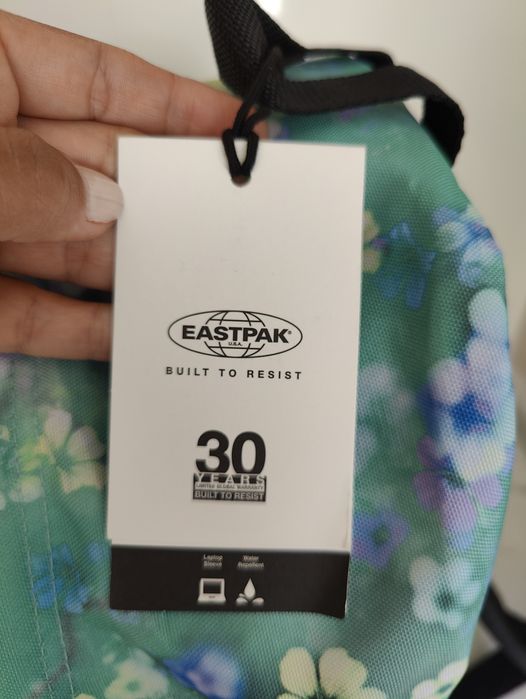 EASTPAK®
U.S.A.
BUILT TO RESIST
30
YEARS
LIMITED GLOBAL WARRANTY
BUILT TO RESIST
Laptop Water
Sleeve Repellent